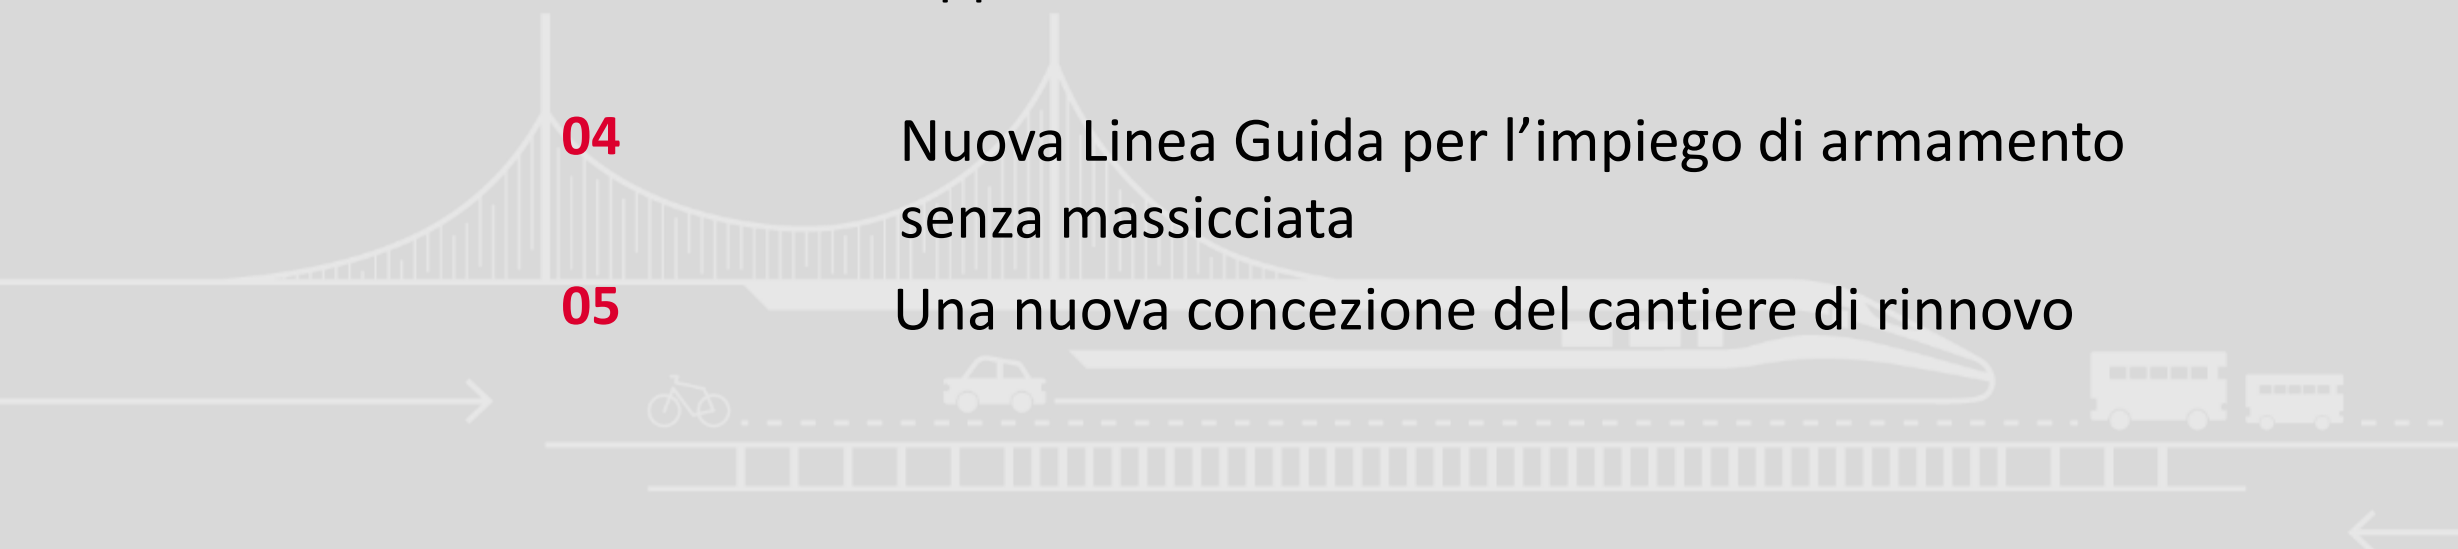 04 Nuova Linea Guida per l’impiego di armamento
senza massicciata
05 Una nuova concezione del cantiere di rinnovo